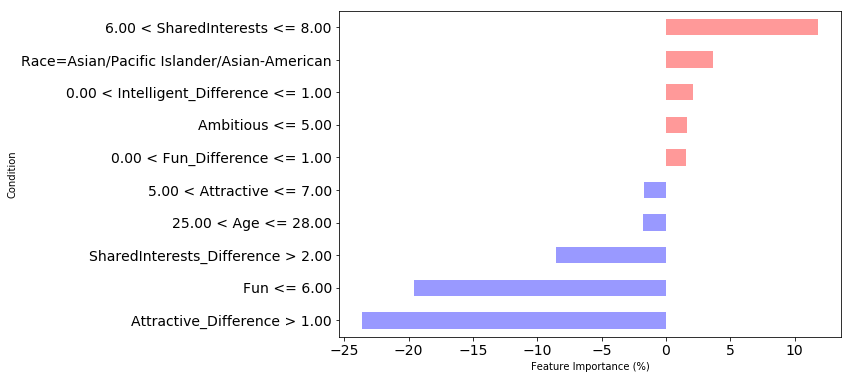 6.00 < SharedInterests <= 8.00
Race=Asian/Pacific Islander/Asian-American
0.00 < Intelligent_Difference <= 1.00
Ambitious <= 5.00
0.00 < Fun_Difference <= 1.00
5.00 < Attractive <= 7.00
25.00 < Age <= 28.00
SharedInterests_Difference > 2.00
Fun <= 6.00
Attractive_Difference > 1.00
Condition
−25 −20 −15 −10 −5 0 5 10
Feature Importance (%)